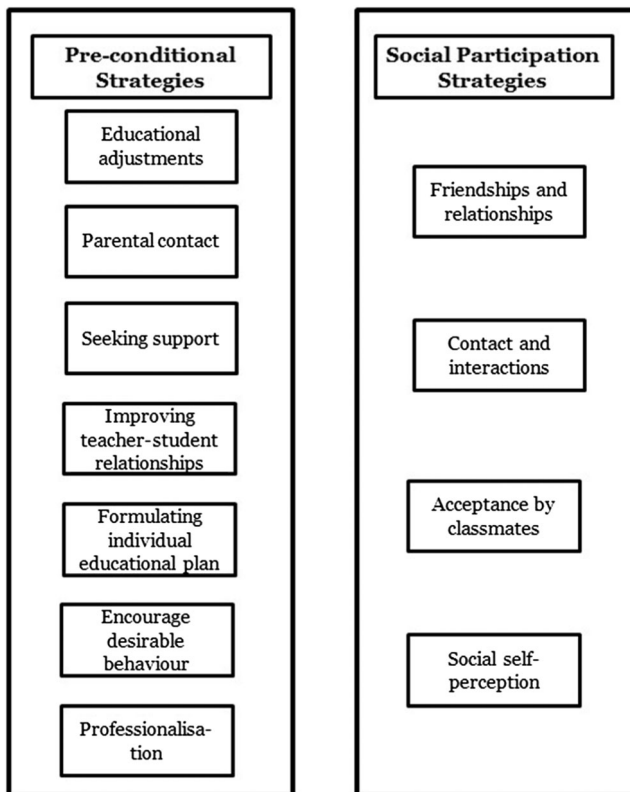 Pre-conditional
Strategies
Educational
adjustments
Parental contact
Seeking support
Improving
teacher-student
relationships
Formulating
individual
educational plan
Encourage
desirable
behaviour
Professionalisa-
tion
Social Participation
Strategies
Friendships and
relationships
Contact and
interactions
Acceptance by
classmates
Social self-
perception